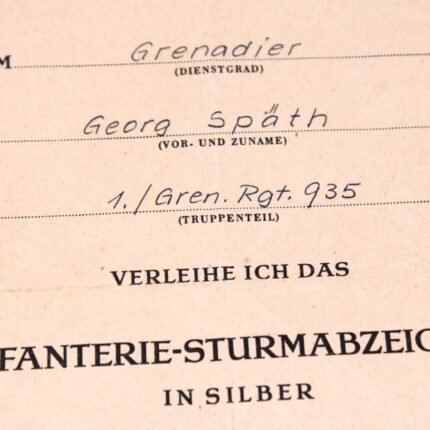 M Grenadier
(DIENSTGRAD)
Georg Späth
(VOR- UND ZUNAME)
1./Gren. Rgt. 935
(TRUPPENTEIL)
VERLEIHE ICH DAS
FANTERIE-STURMABZEIC
IN SILBER